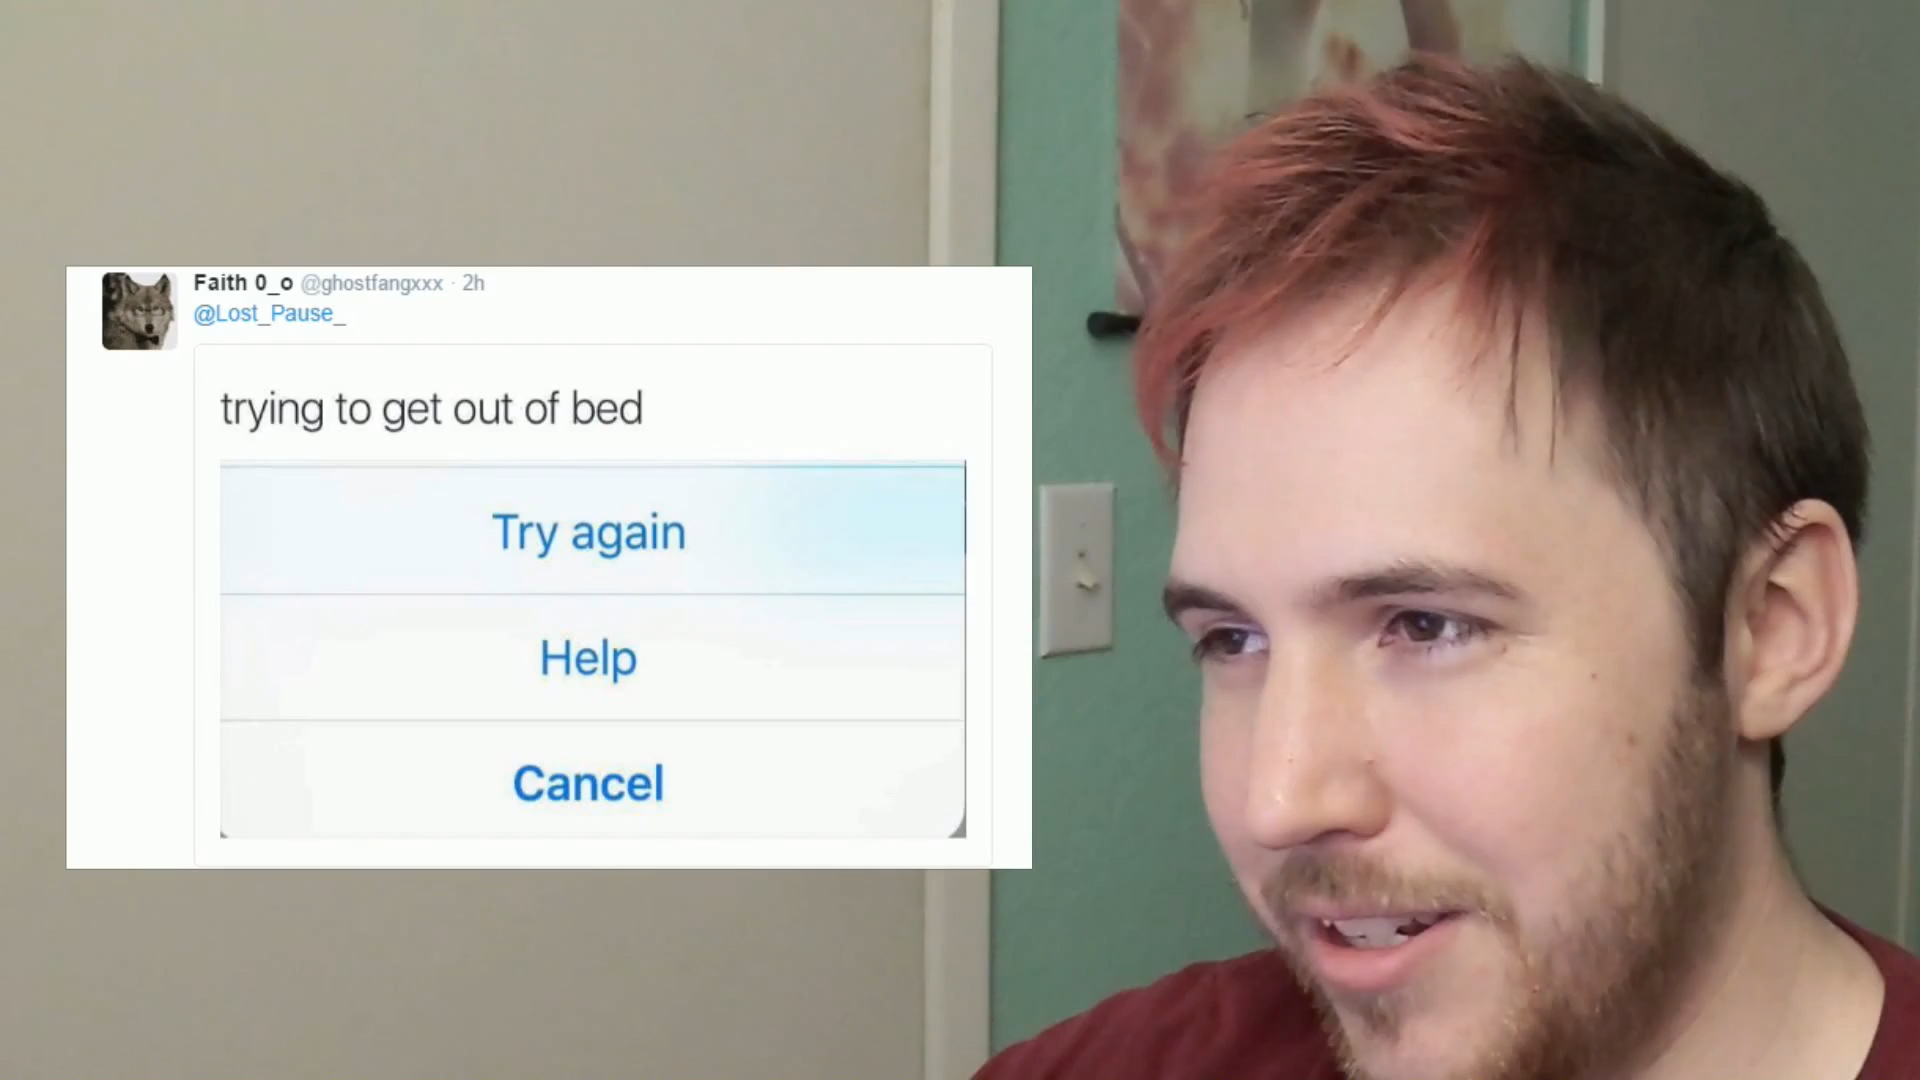 Faith 0_o @ghostfangxxx · 2h
@Lost_Pause_
trying to get out of bed
Try again
Help
Cancel